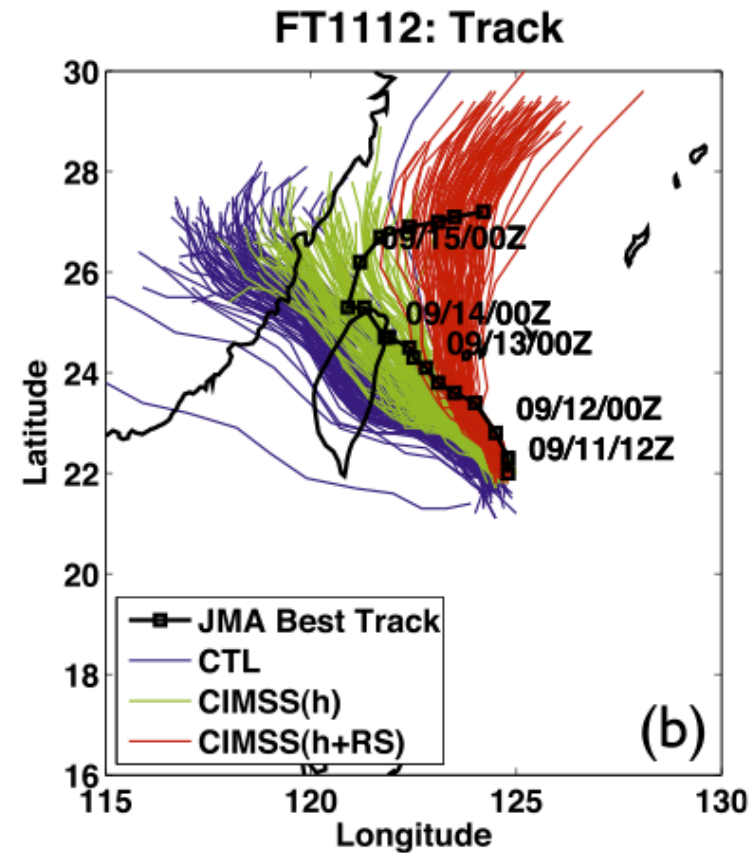 FT1112: Track
30
28
26
24
22
20
18
16
Latitude
09/15/00Z
09/14/00Z
09/13/00Z
09/12/00Z
09/11/12Z
JMA Best Track
CTL
CIMSS(h)
CIMSS(h+RS)
(b)
115
120
125
130
Longitude